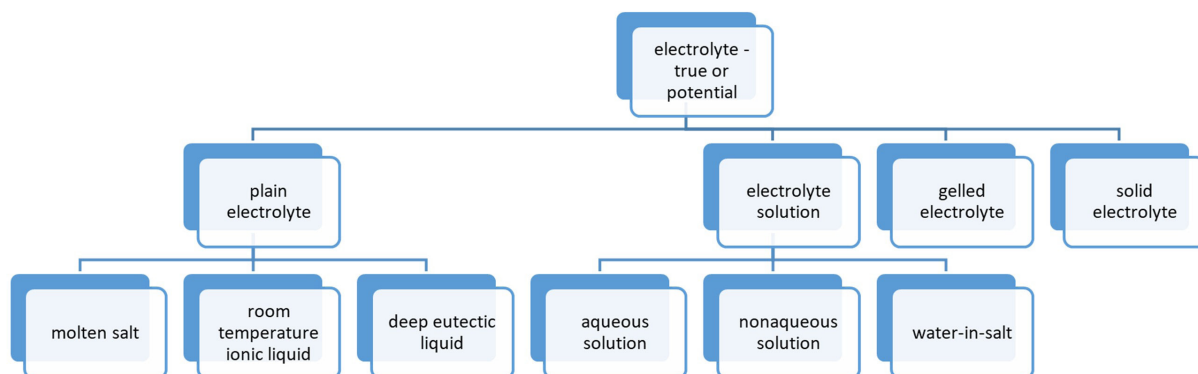 electrolyte -
true or
potential
plain
electrolyte
electrolyte
solution
gelled
electrolyte
solid
electrolyte
molten salt
room
temperature
ionic liquid
deep eutectic
liquid
aqueous
solution
nonaqueous
solution
water-in-salt